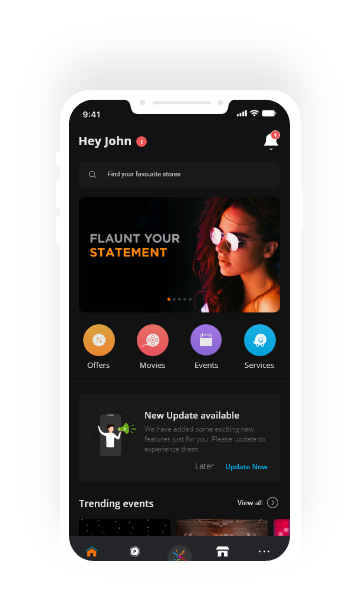 9:41
Hey John
1
Find your favourite stores
FLAUNT YOUR
STATEMENT
Offers
Movies
Events
Services
New Update available
We have added some exciting new
features just for you. Please update to
experience them
Later
Update Now
Trending events
View all